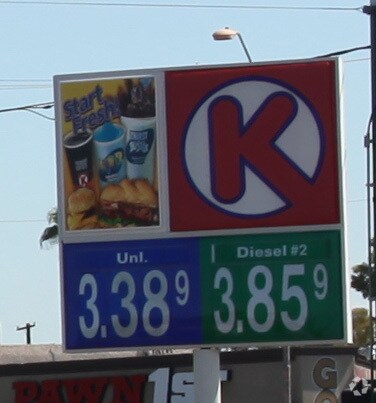 Start
Fresh!
K
Unl.
Diesel #2
3.38 9
3.85 9
PAWN 1ST